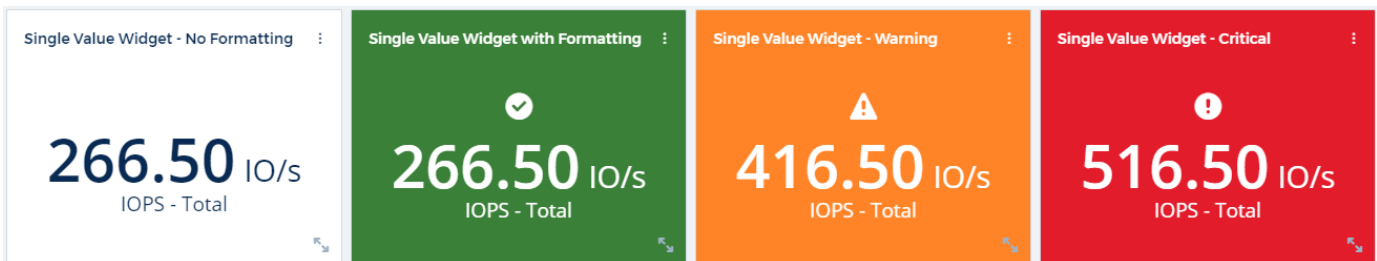 Single Value Widget - No Formatting
266.50 IO/s
IOPS - Total
Single Value Widget with Formatting
266.50 IO/s
IOPS - Total
Single Value Widget - Warning
416.50 IO/s
IOPS - Total
Single Value Widget - Critical
516.50 IO/s
IOPS - Total